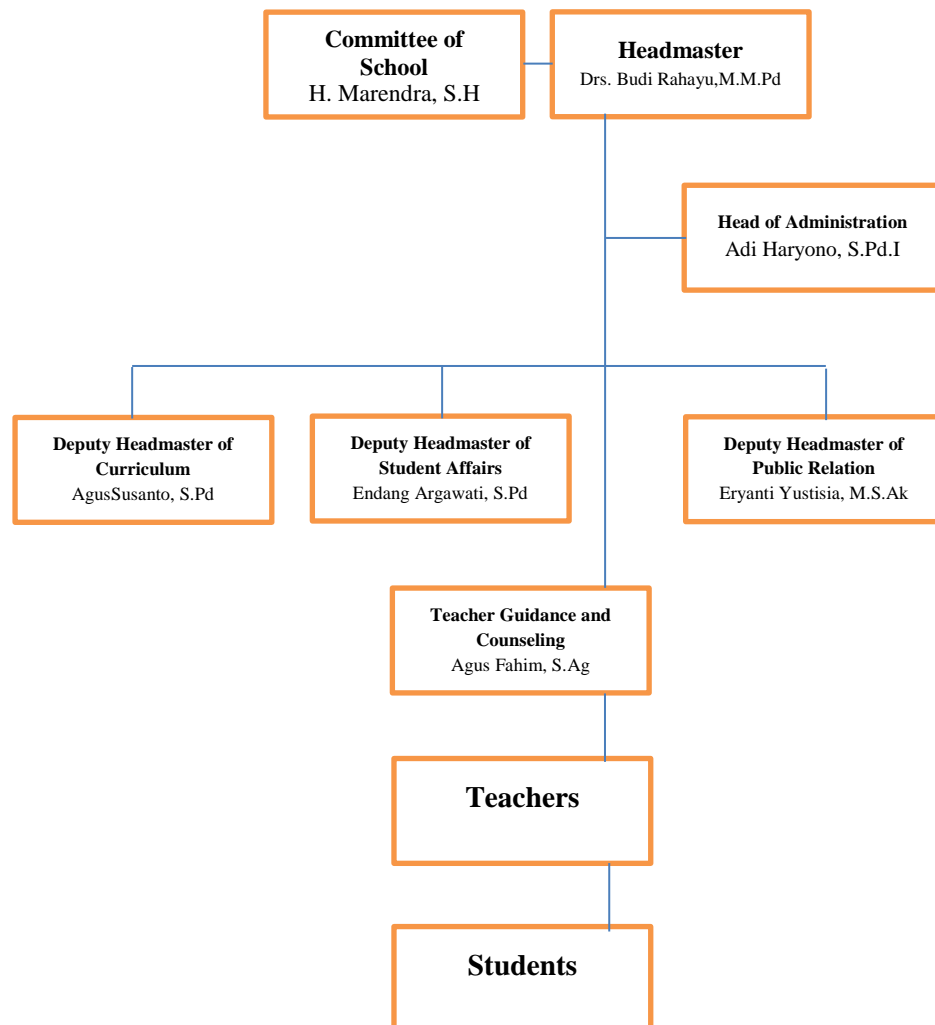 Committee of
School
H. Marendra, S.H
Headmaster
Drs. Budi Rahayu,M.M.Pd
Head of Administration
Adi Haryono, S.Pd.I
Deputy Headmaster of
Curriculum
AgusSusanto, S.Pd
Deputy Headmaster of
Student Affairs
Endang Argawati, S.Pd
Deputy Headmaster of
Public Relation
Eryanti Yustisia, M.S.Ak
Teacher Guidance and
Counseling
Agus Fahim, S.Ag
Teachers
Students